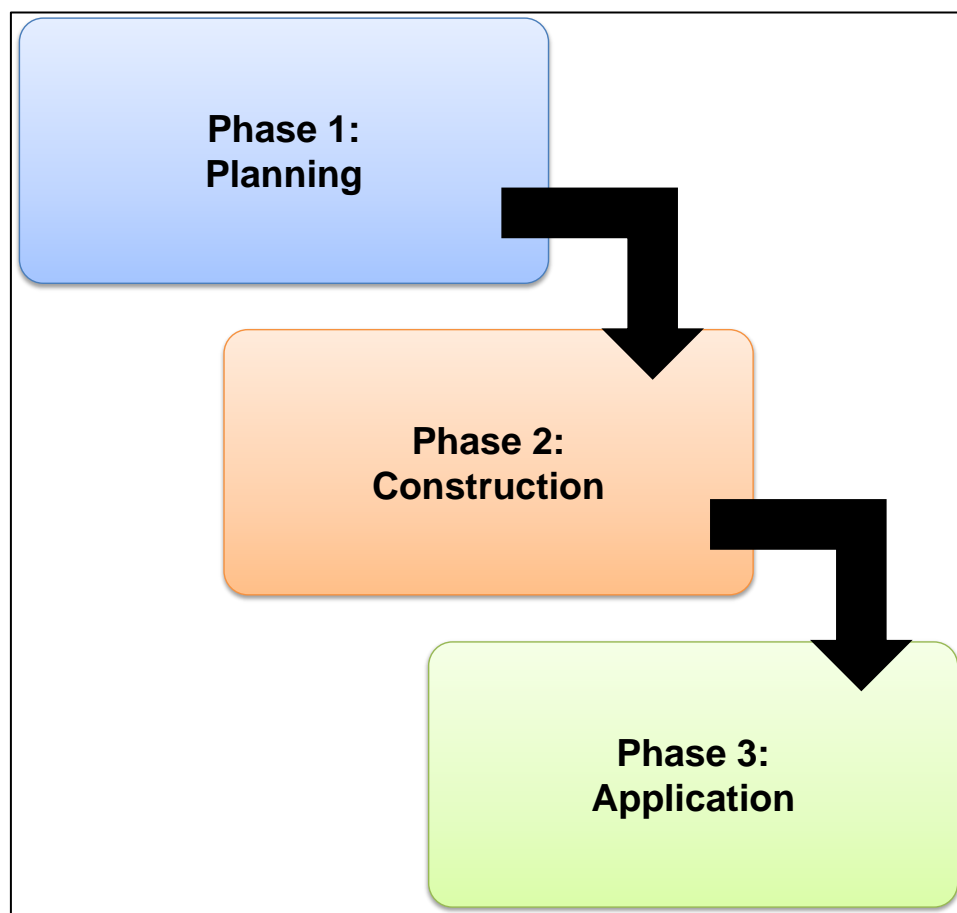 Phase 1:
Planning
Phase 2:
Construction
Phase 3:
Application